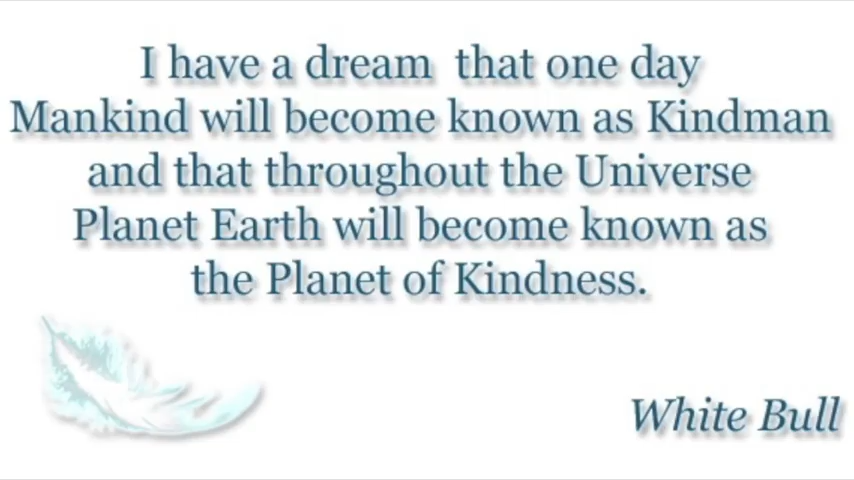 I have a dream  that one day
Mankind will become known as Kindman
and that throughout the Universe
Planet Earth will become known as
the Planet of Kindness.
White Bull